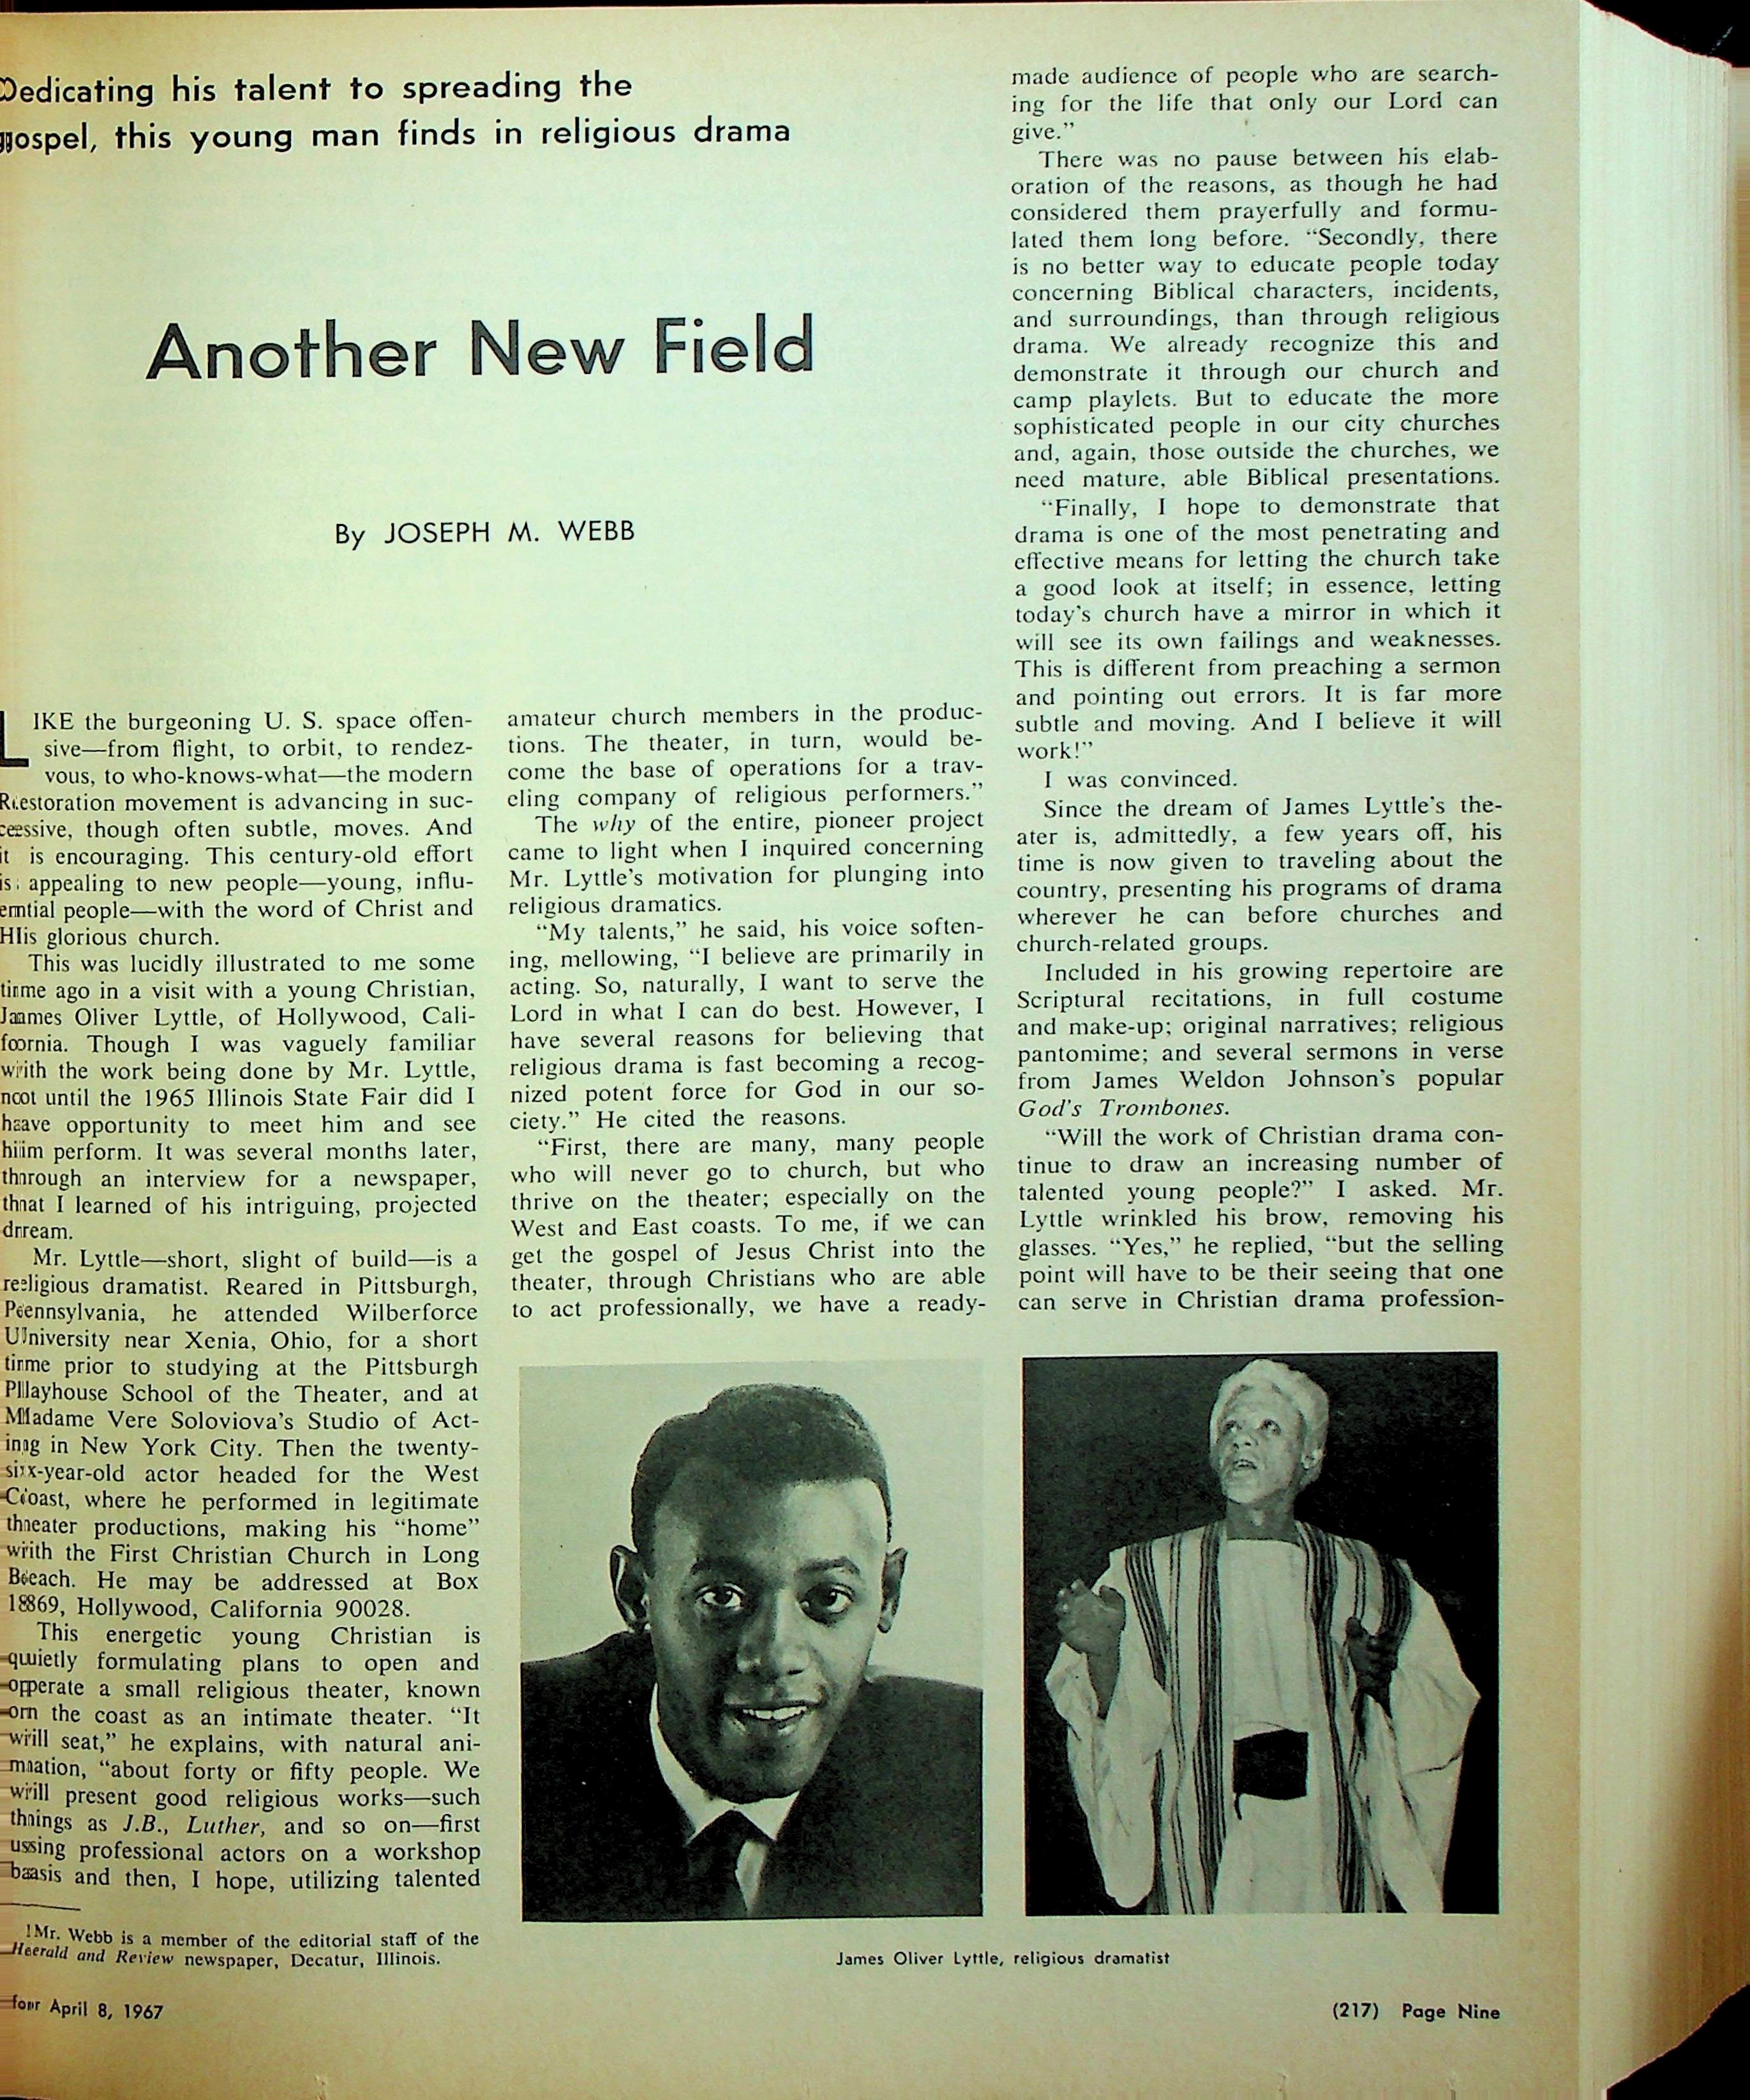 Dedicating his talent to spreading the
gospel, this young man finds in religious drama
Another New Field
By JOSEPH M. WEBB
LIKE the burgeoning U. S. space offen-
sive—from flight, to orbit, to rendez-
vous, to who-knows-what—the modern
Restoration movement is advancing in suc-
cessive, though often subtle, moves. And
it is encouraging. This century-old effort
is appealing to new people—young, influ-
ential people—with the word of Christ and
His glorious church.
This was lucidly illustrated to me some
time ago in a visit with a young Christian,
James Oliver Lyttle, of Hollywood, Cali-
fornia. Though I was vaguely familiar
with the work being done by Mr. Lyttle,
not until the 1965 Illinois State Fair did I
have opportunity to meet him and see
him perform. It was several months later,
through an interview for a newspaper,
that I learned of his intriguing, projected
dream.
Mr. Lyttle—short, slight of build—is a
religious dramatist. Reared in Pittsburgh,
Pennsylvania, he attended Wilberforce
University near Xenia, Ohio, for a short
time prior to studying at the Pittsburgh
Playhouse School of the Theater, and at
Madame Vere Soloviova's Studio of Act-
ing in New York City. Then the twenty-
six-year-old actor headed for the West
Coast, where he performed in legitimate
theater productions, making his "home"
with the First Christian Church in Long
Beach. He may be addressed at Box
1869, Hollywood, California 90028.
This energetic young Christian is
quietly formulating plans to open and
operate a small religious theater, known
on the coast as an intimate theater. "It
will seat," he explains, with natural ani-
mation, "about forty or fifty people. We
will present good religious works—such
things as J.B., Luther, and so on—first
using professional actors on a workshop
basis and then, I hope, utilizing talented
Mr. Webb is a member of the editorial staff of the
Herald and Review newspaper, Decatur, Illinois.
amateur church members in the produc-
tions. The theater, in turn, would be-
come the base of operations for a trav-
eling company of religious performers."
The why of the entire, pioneer project
came to light when I inquired concerning
Mr. Lyttle's motivation for plunging into
religious dramatics.
"My talents," he said, his voice soften-
ing, mellowing, "I believe are primarily in
acting. So, naturally, I want to serve the
Lord in what I can do best. However, I
have several reasons for believing that
religious drama is fast becoming a recog-
nized potent force for God in our so-
ciety." He cited the reasons.
"First, there are many, many people
who will never go to church, but who
thrive on the theater; especially on the
West and East coasts. To me, if we can
get the gospel of Jesus Christ into the
theater, through Christians who are able
to act professionally, we have a ready-
made audience of people who are search-
ing for the life that only our Lord can
give."
There was no pause between his elab-
oration of the reasons, as though he had
considered them prayerfully and formu-
lated them long before. "Secondly, there
is no better way to educate people today
concerning Biblical characters, incidents,
and surroundings, than through religious
drama. We already recognize this and
demonstrate it through our church and
camp playlets. But to educate the more
sophisticated people in our city churches
and, again, those outside the churches, we
need mature, able Biblical presentations.
"Finally, I hope to demonstrate that
drama is one of the most penetrating and
effective means for letting the church take
a good look at itself; in essence, letting
today's church have a mirror in which it
will see its own failings and weaknesses.
This is different from preaching a sermon
and pointing out errors. It is far more
subtle and moving. And I believe it will
work!"
I was convinced.
Since the dream of James Lyttle's the-
ater is, admittedly, a few years off, his
time is now given to traveling about the
country, presenting his programs of drama
wherever he can before churches and
church-related groups.
Included in his growing repertoire are
Scriptural recitations, in full costume
and make-up; original narratives; religious
pantomime; and several sermons in verse
from James Weldon Johnson's popular
God's Trombones.
"Will the work of Christian drama con-
tinue to draw an increasing number of
talented young people?" I asked. Mr.
Lyttle wrinkled his brow, removing his
glasses. "Yes," he replied, "but the selling
point will have to be their seeing that one
can serve in Christian drama profession-
James Oliver Lyttle, religious dramatist
for April 8, 1967
(217) Page Nine